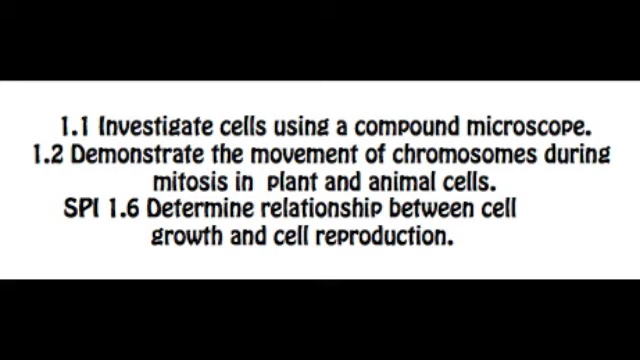 1.1 Investigate cells using a compound microscope.
1.2 Demonstrate the movement of chromosomes during
mitosis in plant and animal cells.
SPI 1.6 Determine relationship between cell
growth and cell reproduction.